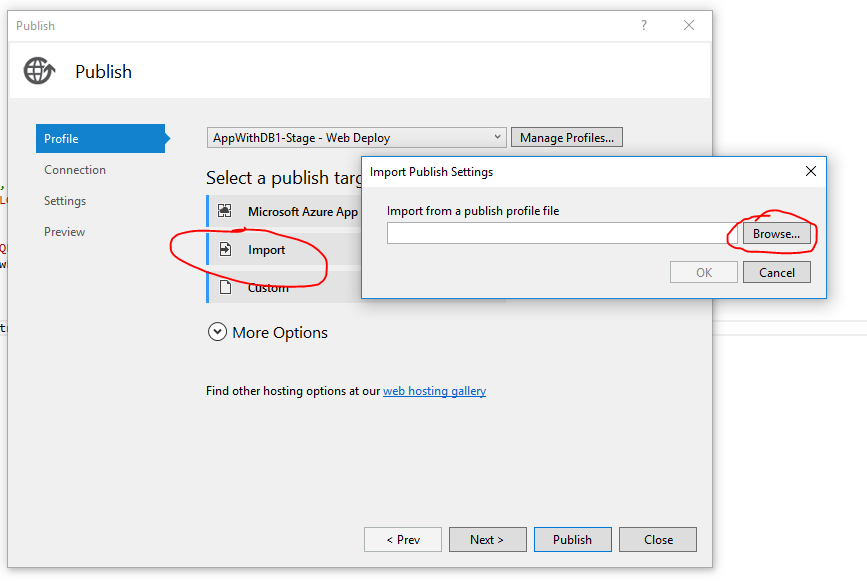 Publish
?
Publish
Profile
Connection
Settings
Preview
AppWithDB1-Stage - Web Deploy
Manage Profiles...
Select a publish targ
Microsoft Azure App
Import
Custom
More Options
Find other hosting options at our web hosting gallery
Import Publish Settings
Import from a publish profile file
Browse...
OK
Cancel
< Prev
Next >
Publish
Close